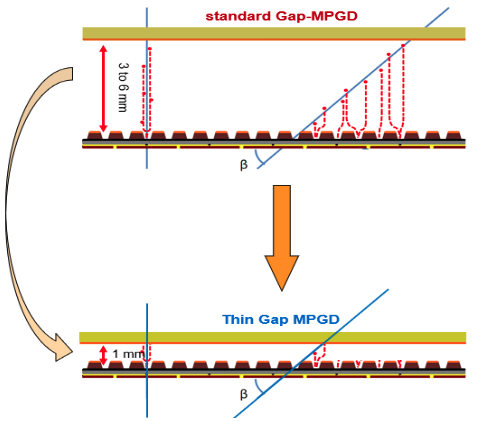 standard Gap-MPGD
3 to 6 mm
β
Thin Gap MPGD
1 mm
β